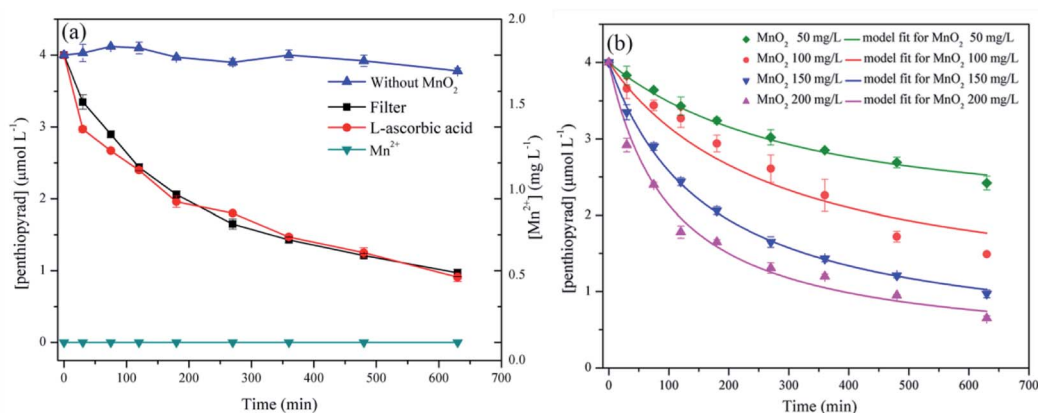 (a)
Without MnO2
Filter
L-ascorbic acid
Mn2+
[penthiopyrad] (μmol L-1)
4
3
2
1
0
[Mn2+] (mg L-1)
2.0
1.5
1.0
0.5
0.1
0.0
0 100 200 300 400 500 600 700
Time (min)
(b)
MnO2 50 mg/L model fit for MnO2 50 mg/L
MnO2 100 mg/L model fit for MnO2 100 mg/L
MnO2 150 mg/L model fit for MnO2 150 mg/L
MnO2 200 mg/L model fit for MnO2 200 mg/L
[penthiopyrad] (μmol L-1)
5
4
3
2
1
0
0 100 200 300 400 500 600 700
Time (min)